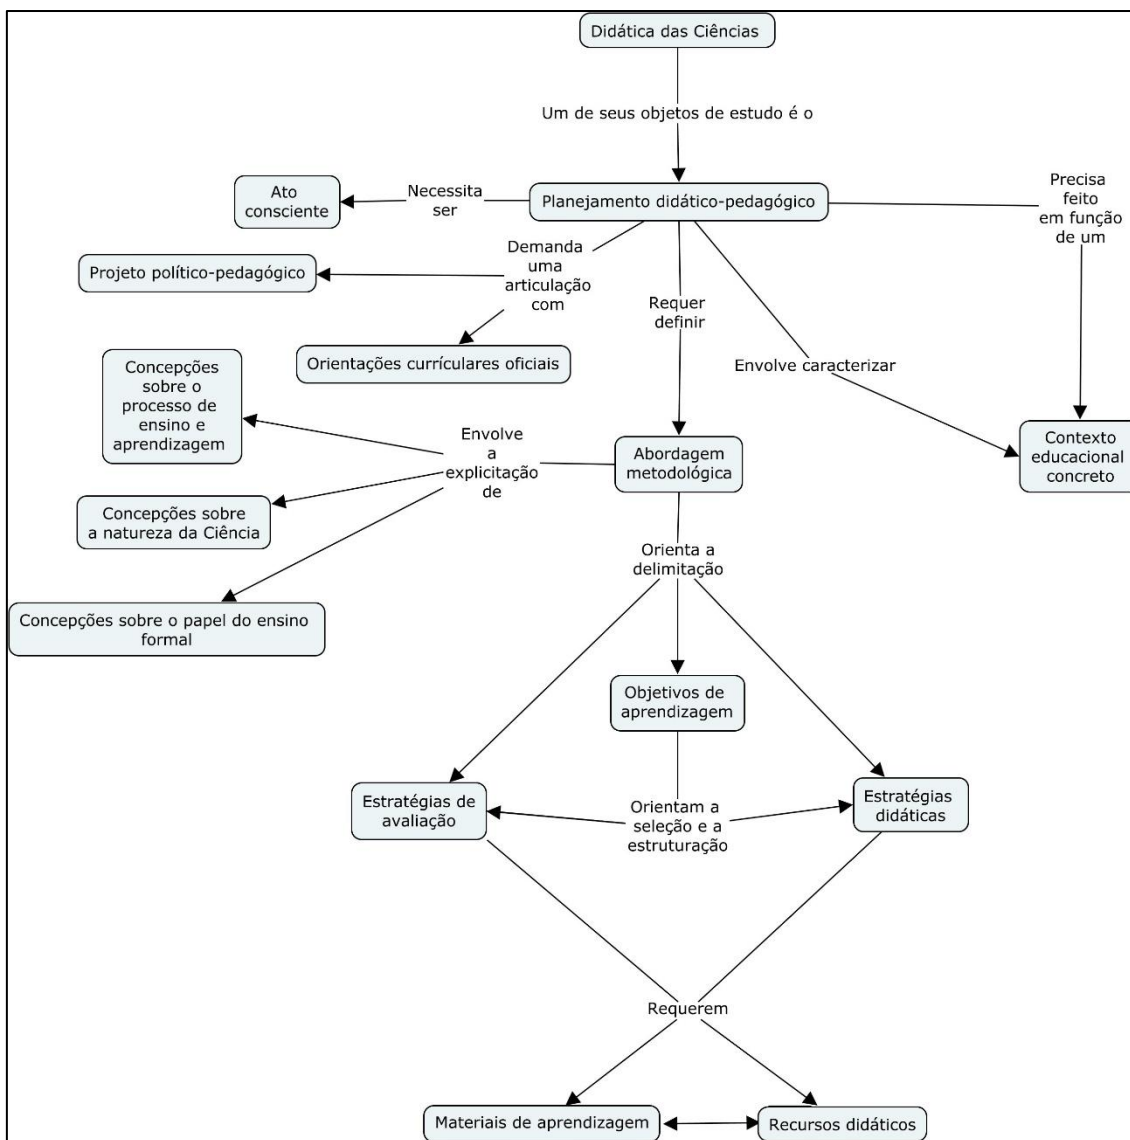 Didática das Ciências
Um de seus objetos de estudo é o
Planejamento didático-pedagógico
Necessita
ser
Ato
consciente
Precisa
feito
em função
de um
Demanda
uma
articulação
com
Projeto político-pedagógico
Orientações currículares oficiais
Requer
definir
Envolve caracterizar
Contexto
educacional
concreto
Abordagem
metodológica
Envolve
a
explicitação
de
Concepções
sobre o
processo de
ensino e
aprendizagem
Concepções sobre
a natureza da Ciência
Concepções sobre o papel do ensino
formal
Orienta a
delimitação
Objetivos de
aprendizagem
Estratégias de
avaliação
Orientam a
seleção e a
estruturação
Estratégias
didáticas
Requerem
Materiais de aprendizagem
Recursos didáticos